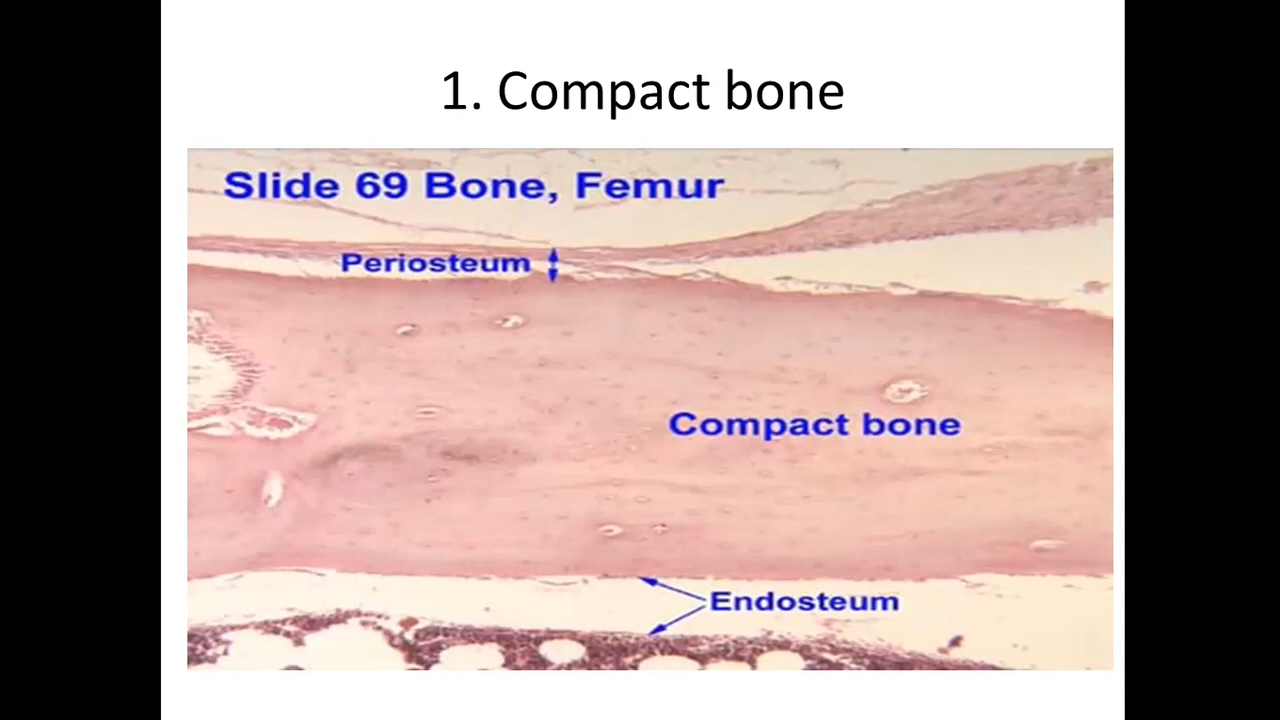 1. Compact bone
Slide 69 Bone, Femur
Periosteum
Compact bone
Endosteum